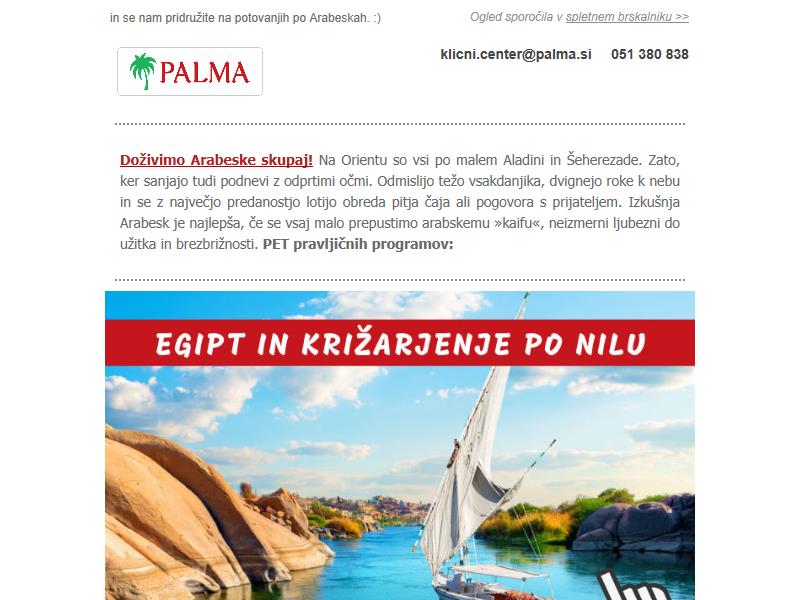 in se nam pridružite na potovanjih po Arabeskah. :)
Ogled sporočila v spletnem brskalniku >>
PALMA
klicni.center@palma.si 051 380 838
Doživimo Arabeske skupaj! Na Orientu so vsi po malem Aladini in Šeherezade. Zato,
ker sanjajo tudi podnevi z odprtimi očmi. Odmislijo težo vsakdanjika, dvignejo roke k nebu
in se z največjo predanostjo lotijo obreda pitja čaja ali pogovora s prijateljem. Izkušnja
Arabesk je najlepša, če se vsaj malo prepustimo arabskemu »kaifu«, neizmerni ljubezni do
užitka in brezbrižnosti. PET pravljičnih programov:
EGIPT IN KRIŽARJENJE PO NILU